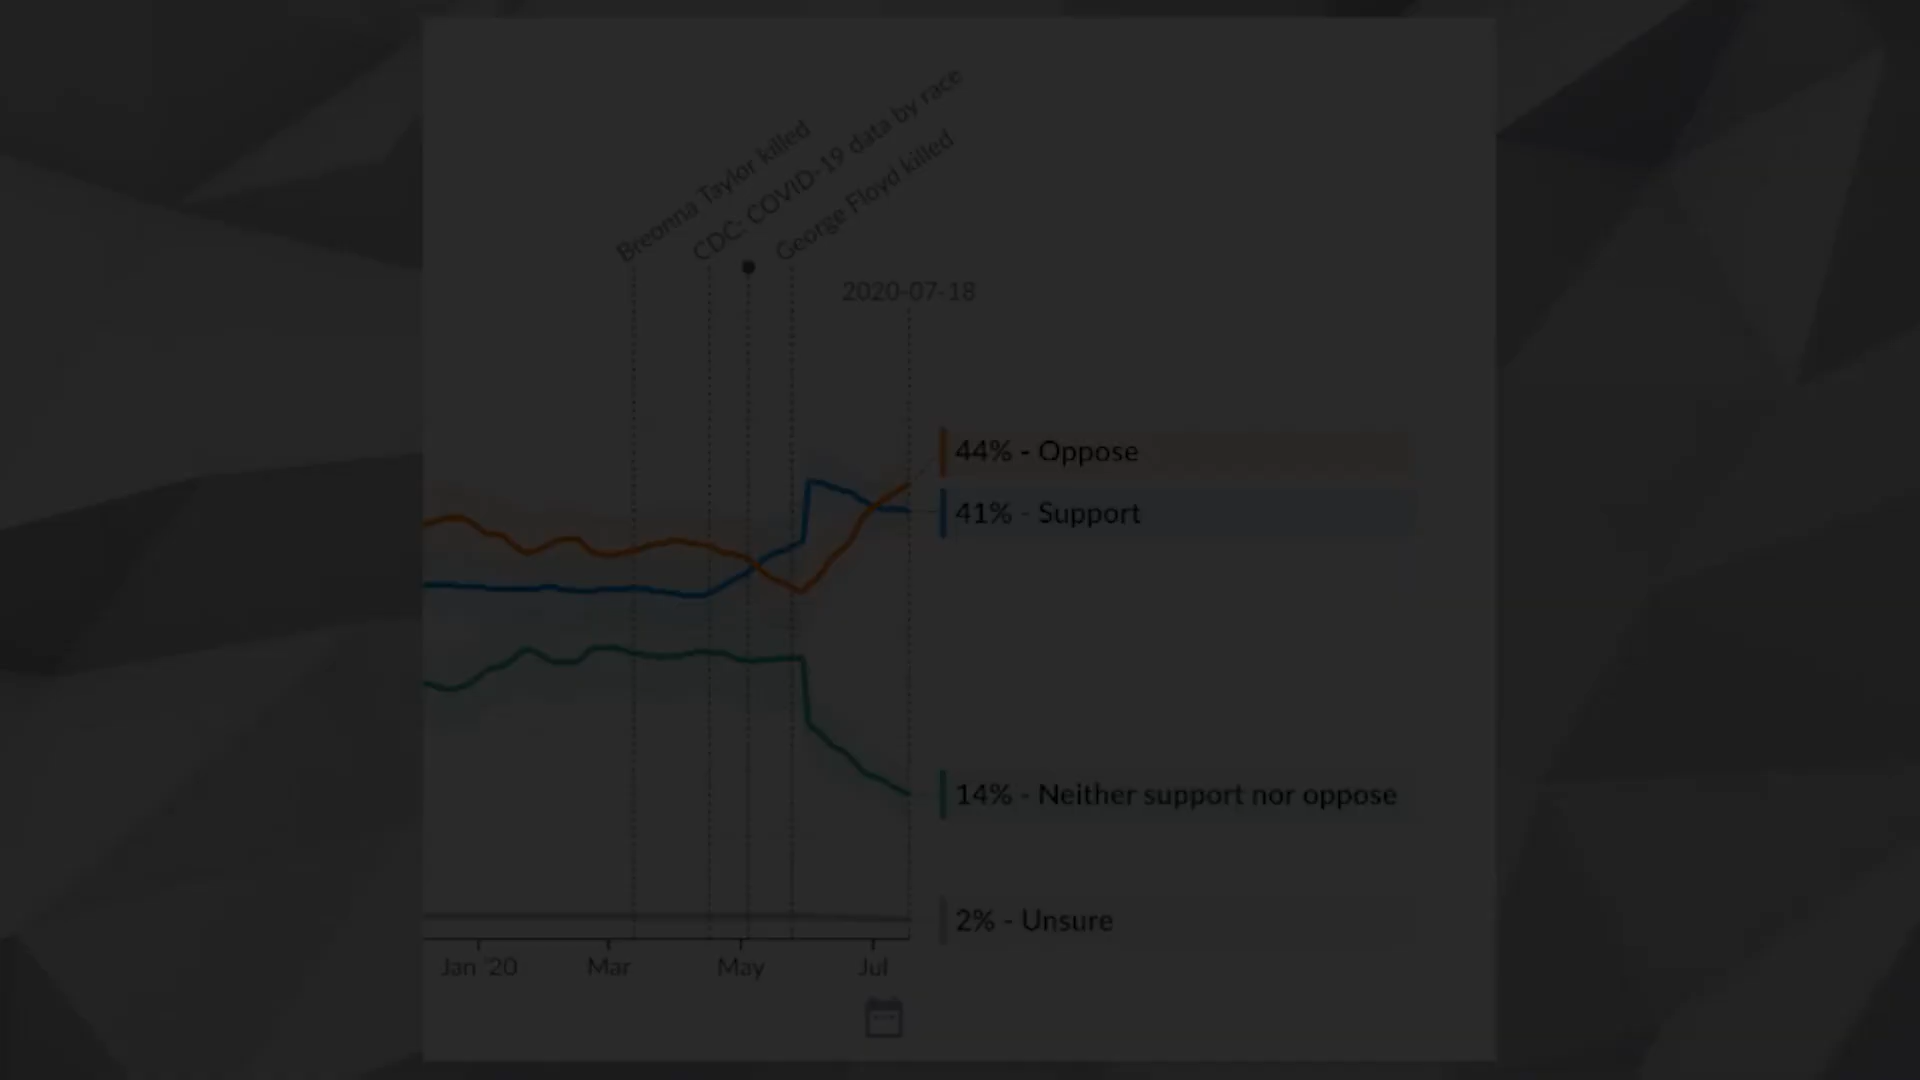 Breonna Taylor killed
CDC: COVID-19 data by race
George Floyd killed
2020-07-18
44% - Oppose
41% - Support
14% - Neither support nor oppose
2% - Unsure
Jan '20
Mar
May
Jul